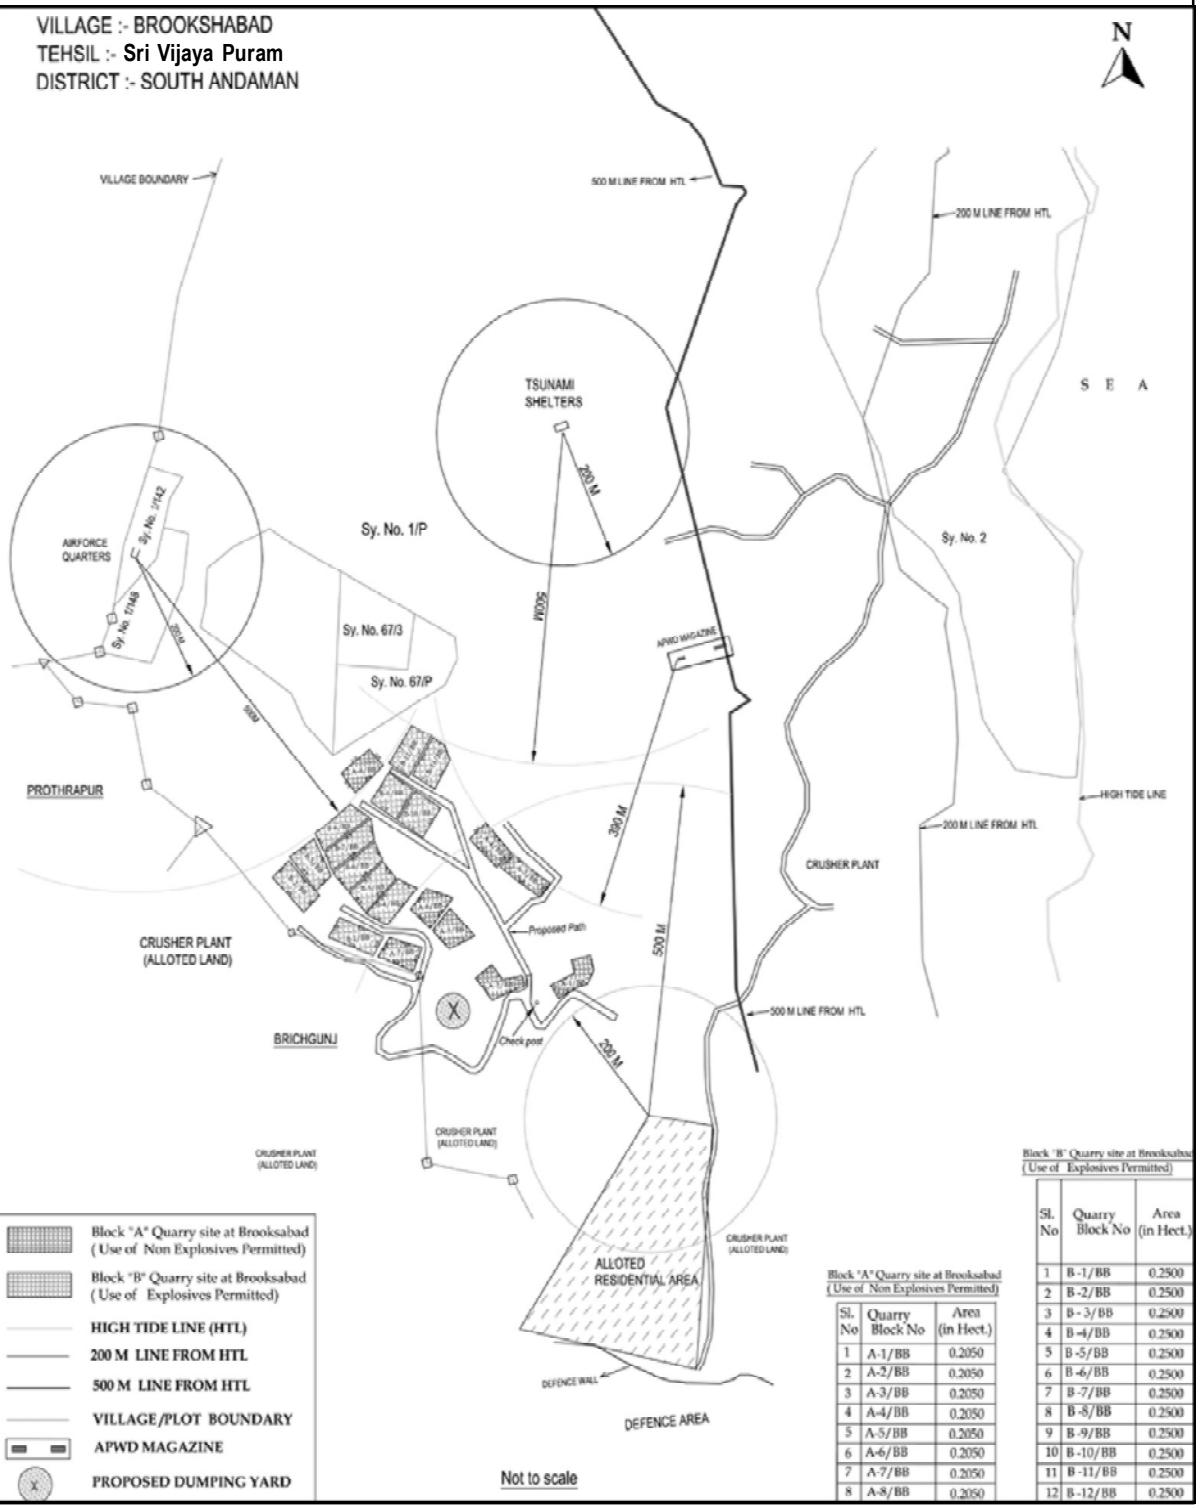 VILLAGE :- BROOKSHABAD
TEHSIL :- Sri Vijaya Puram
DISTRICT :- SOUTH ANDAMAN
N
VILLAGE BOUNDARY
500 M LINE FROM HTL
200 M LINE FROM HTL
S E A
TSUNAMI
SHELTERS
200 M
500M
AIRFORCE
QUARTERS
Sy. No. 1/142
Sy. No. 1/148
200 M
500M
Sy. No. 1/P
Sy. No. 2
Sy. No. 67/3
Sy. No. 67/P
APWD MAGAZINE
PROTHRAPUR
HIGH TIDE LINE
390 M
200 M LINE FROM HTL
CRUSHER PLANT
Proposed Path
500 M
CRUSHER PLANT
(ALLOTED LAND)
X
500 M LINE FROM HTL
BRICHGUNJ
Check post
200 M
CRUSHER PLANT
(ALLOTED LAND)
CRUSHER PLANT
(ALLOTED LAND)
CRUSHER PLANT
(ALLOTED LAND)
ALLOTED
RESIDENTIAL AREA
DEFENCE WALL
DEFENCE AREA
Not to scale
Block "A" Quarry site at Brooksabad
( Use of Non Explosives Permitted)
Block "B" Quarry site at Brooksabad
( Use of Explosives Permitted)
HIGH TIDE LINE (HTL)
200 M LINE FROM HTL
500 M LINE FROM HTL
VILLAGE/PLOT BOUNDARY
APWD MAGAZINE
X PROPOSED DUMPING YARD
Block "A" Quarry site at Brooksabad
( Use of Non Explosives Permitted)
Sl. No Quarry Block No Area (in Hect.)
1 A-1/BB 0.2050
2 A-2/BB 0.2050
3 A-3/BB 0.2050
4 A-4/BB 0.2050
5 A-5/BB 0.2050
6 A-6/BB 0.2050
7 A-7/BB 0.2050
8 A-8/BB 0.2050
Block "B" Quarry site at Brooksabad
( Use of Explosives Permitted)
Sl. No Quarry Block No Area (in Hect.)
1 B -1/BB 0.2500
2 B -2/BB 0.2500
3 B - 3/BB 0.2500
4 B -4/BB 0.2500
5 B -5/BB 0.2500
6 B -6/BB 0.2500
7 B -7/BB 0.2500
8 B -8/BB 0.2500
9 B -9/BB 0.2500
10 B -10/BB 0.2500
11 B -11/BB 0.2500
12 B -12/BB 0.2500